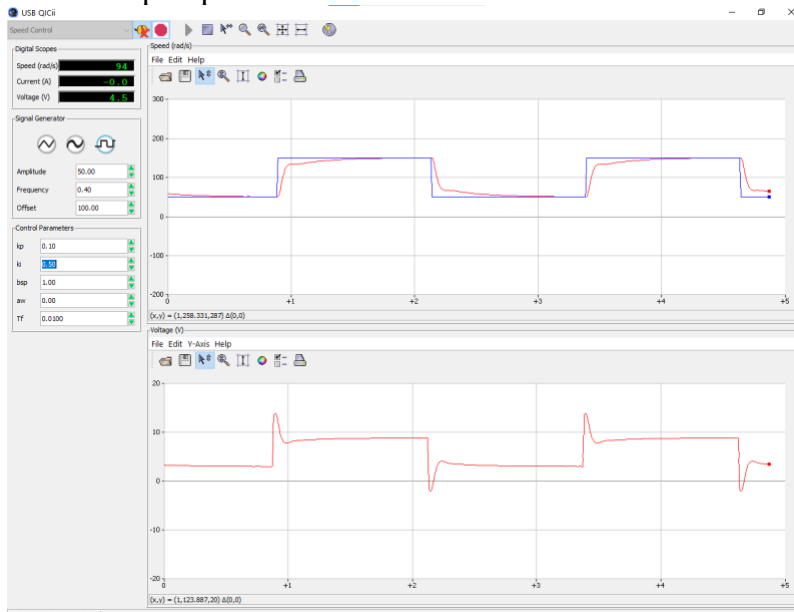 USB QICii
Speed Control
Digital Scopes
Speed (rad/s) 94
Current (A) -0.0
Voltage (V) 4.5
Signal Generator
Amplitude 50.00
Frequency 0.40
Offset 100.00
Control Parameters
kp 0.10
ki 0.50
bsp 1.00
aw 0.00
Tf 0.0100
Speed (rad/s)
File Edit Help
300
200
100
0
-100
-200
0 +1 +2 +3 +4 +5
(x,y) = (1,258.331,287) Δ(0,0)
Voltage (V)
File Edit Y-Axis Help
20
10
0
-10
-20
0 +1 +2 +3 +4 +5
(x,y) = (1,123.887,20) Δ(0,0)